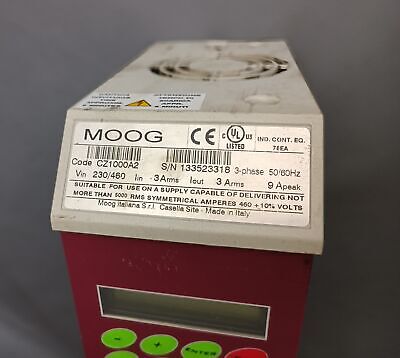 MOOG
CE
C UL US
LISTED
IND. CONT. EQ.
76EA
Code CZ1000A2
S/N 133523318
3-phase 50/60Hz
Vin 230/460 Iin 3Arms Iout 3 Arms 9 Apeak
SUITABLE FOR USE ON A SUPPLY CAPABLE OF DELIVERING NOT
MORE THAN 5000 RMS SYMMETRICAL AMPERES 460 +10% VOLTS
Moog Italiana S.r.l. Casella Site - Made in Italy
-
+
ENTER